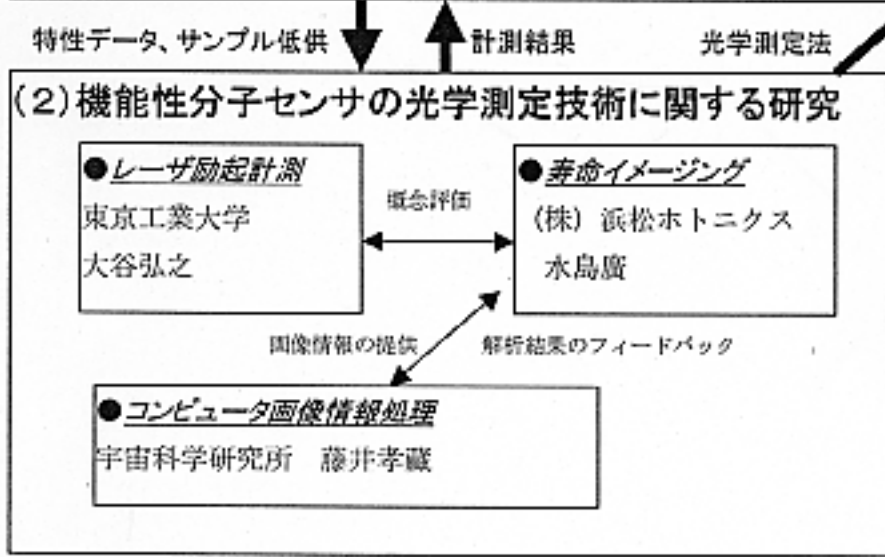 特性データ、サンプル低供
計測結果
光学測定法
(2)機能性分子センサの光学測定技術に関する研究
●レーザ励起計測
東京工業大学
大谷弘之
概念評価
●寿命イメージング
(株) 浜松ホトニクス
水島廣
画像情報の提供
解析結果のフィードバック
●コンピュータ画像情報処理
宇宙科学研究所 藤井孝蔵